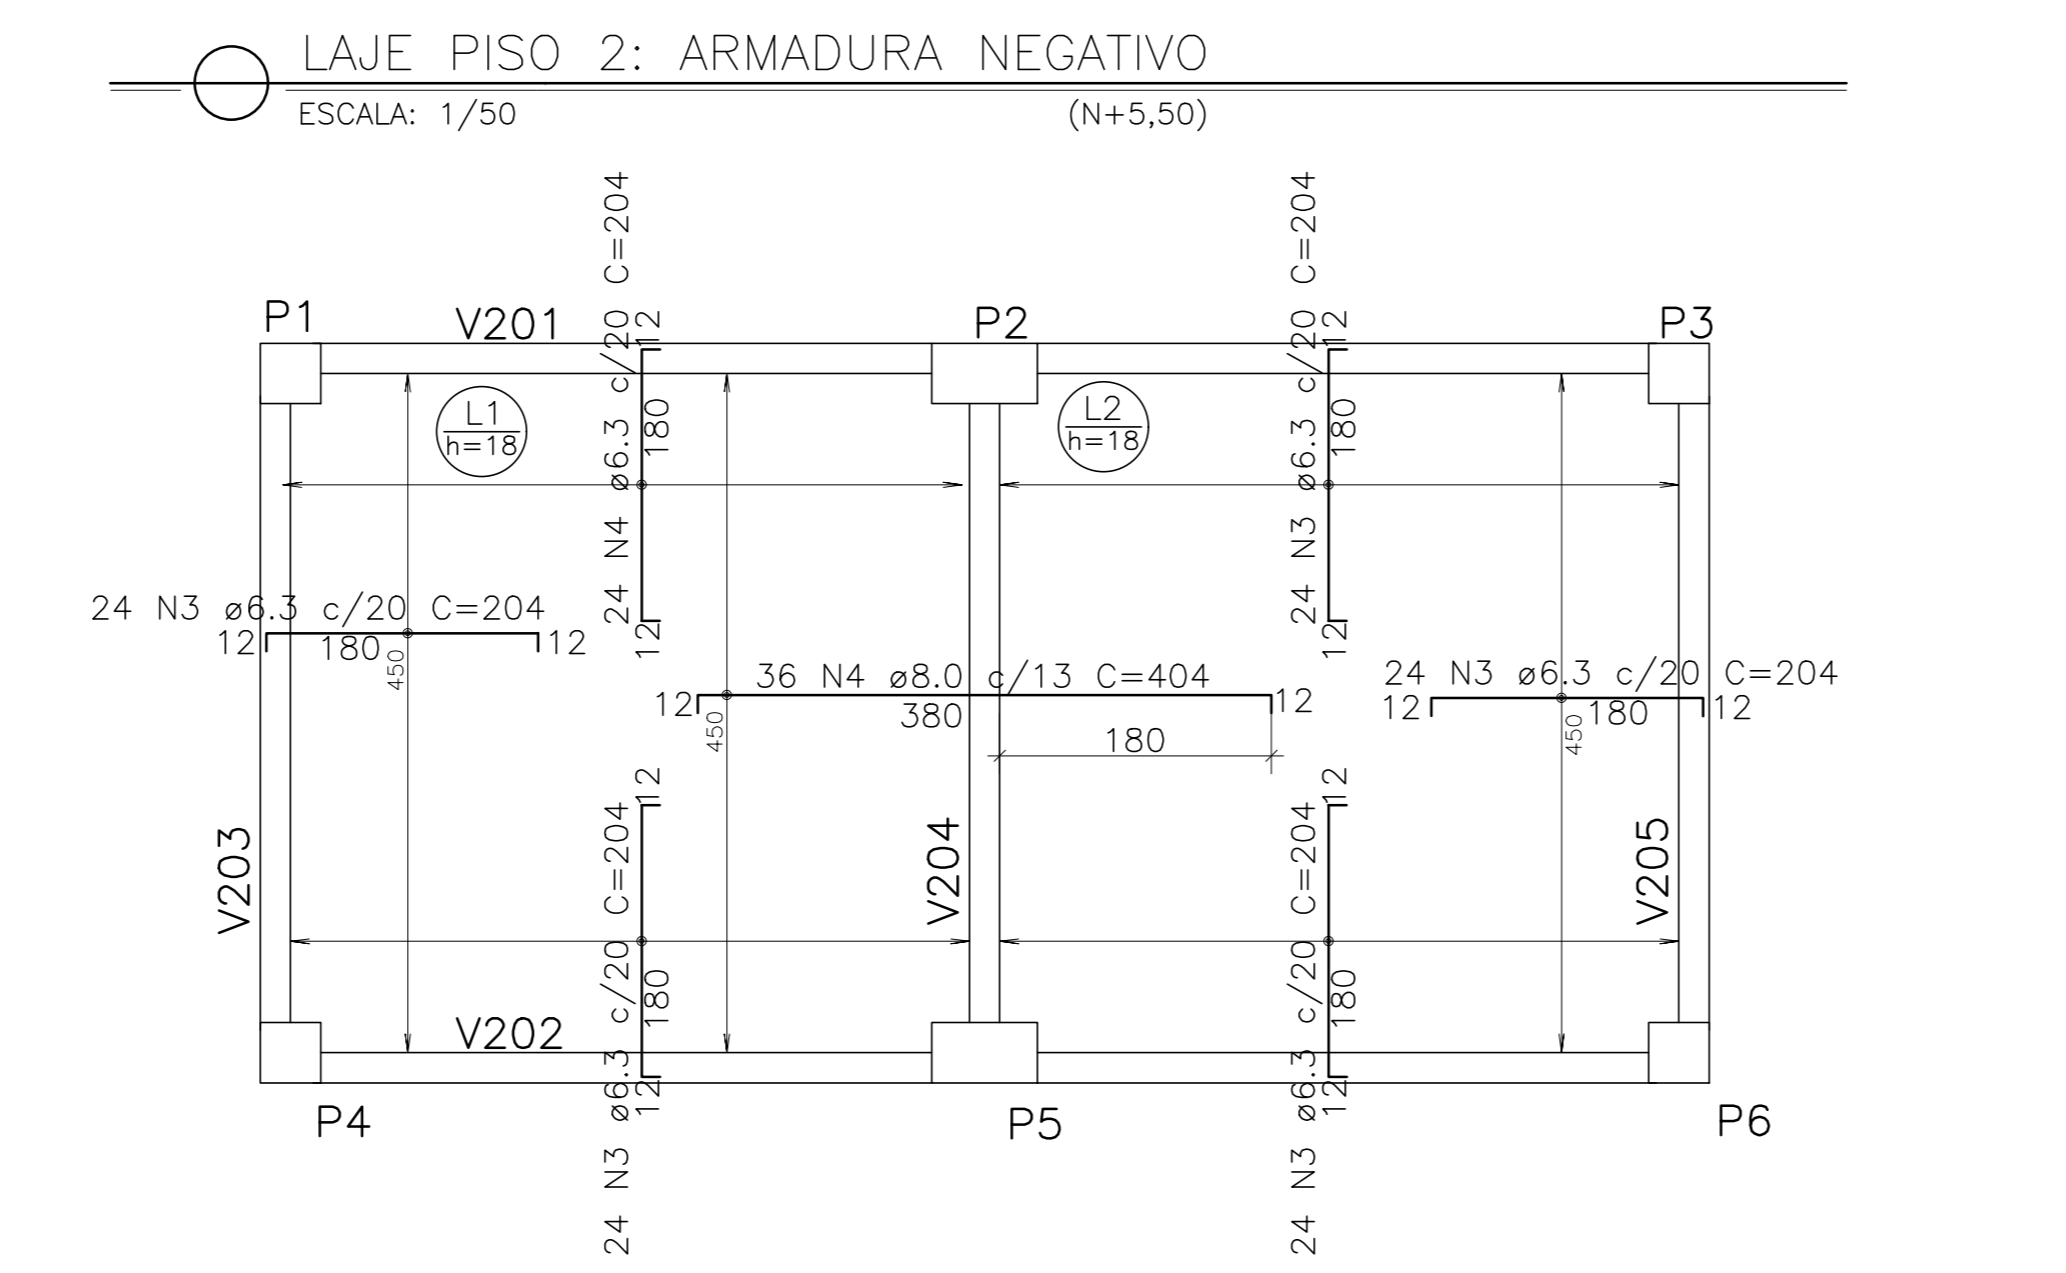 LAJE PISO 2: ARMADURA NEGATIVO
ESCALA: 1/50 (N+5,50)
P1
V201
P2
P3
24 N4 ø6.3 c/20 C=204
12
180
12
24 N3 ø6.3 c/20 C=204
12
180
12
L1
h=18
L2
h=18
24 N3 ø6.3 c/20 C=204
12 180 12
450
36 N4 ø8.0 c/13 C=404
12 380 12
450
180
24 N3 ø6.3 c/20 C=204
12 180 12
450
V203
V204
V205
24 N3 ø6.3 c/20 C=204
12
180
12
24 N3 ø6.3 c/20 C=204
12
180
12
V202
P4
P5
P6